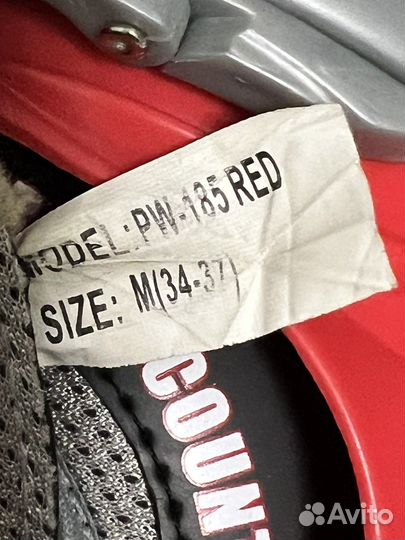 MODEL: PW-185 RED
SIZE: M(34-37)
COUNT
Avito